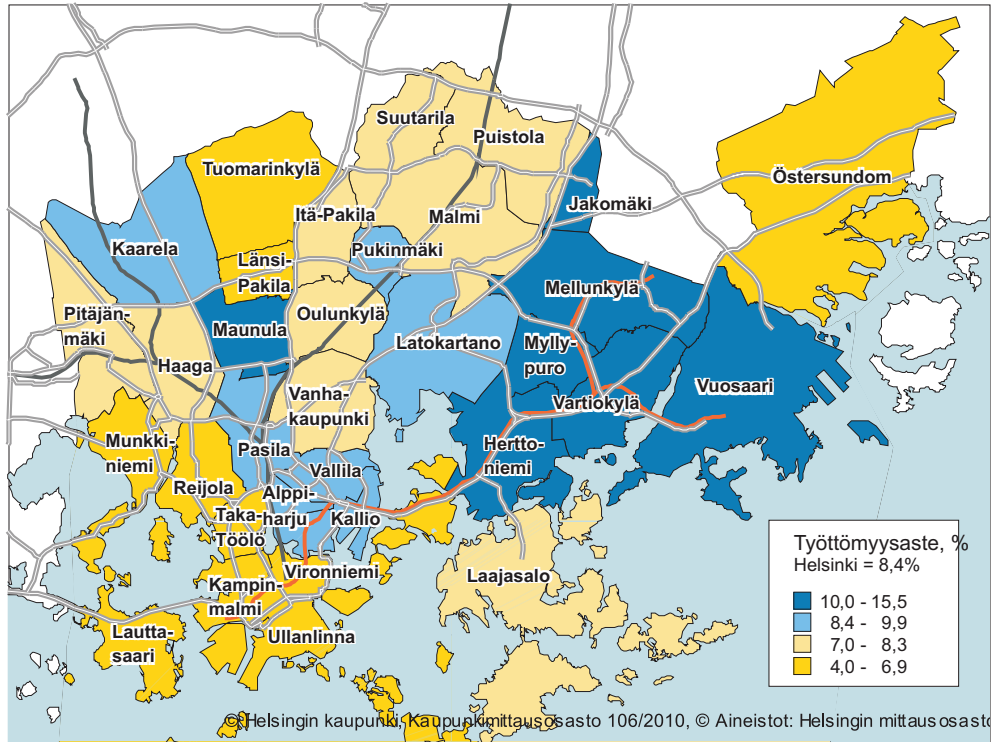 Suutarila
Puistola
Tuomarinkylä
Östersundom
Jakomäki
Itä-Pakila
Malmi
Kaarela
Pukinmäki
Länsi-
Pakila
Mellunkylä
Pitäjän-
mäki
Oulunkylä
Maunula
Latokartano
Mylly-
puro
Haaga
Vuosaari
Vanha-
kaupunki
Vartiokylä
Munkki-
niemi
Pasila
Hertto-
niemi
Vallila
Reijola
Alppi-
harju
Taka-
Töölö
Kallio
Vironniemi
Laajasalo
Kampin-
malmi
Lautta-
saari
Ullanlinna
Työttömyysaste, %
Helsinki = 8,4%
10,0 - 15,5
8,4 - 9,9
7,0 - 8,3
4,0 - 6,9
© Helsingin kaupunki, Kaupunkimittausosasto 106/2010, © Aineistot: Helsingin mittausosasto